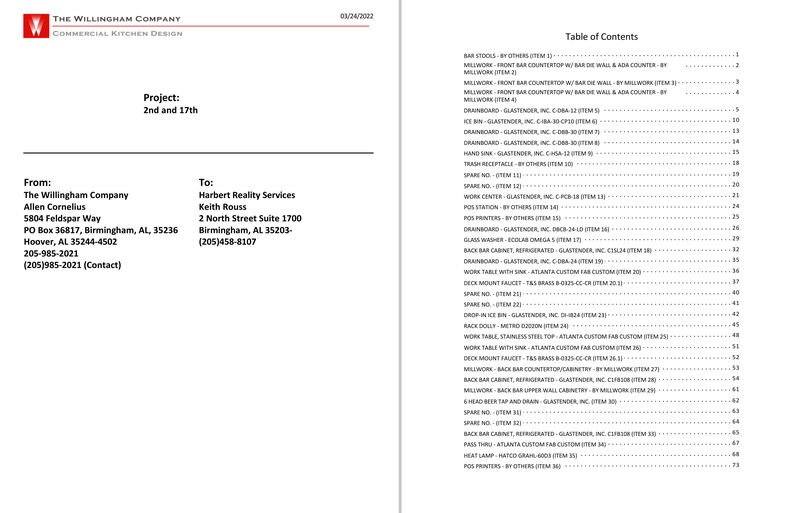 THE WILLINGHAM COMPANY
COMMERCIAL KITCHEN DESIGN
03/24/2022
Project:
2nd and 17th
From:
The Willingham Company
Allen Cornelius
5804 Feldspar Way
PO Box 36817, Birmingham, AL, 35236
Hoover, AL 35244-4502
205-985-2021
(205)985-2021 (Contact)
To:
Harbert Reality Services
Keith Rouss
2 North Street Suite 1700
Birmingham, AL 35203-
(205)458-8107
Table of Contents
BAR STOOLS - BY OTHERS (ITEM 1) 1
MILLWORK - FRONT BAR COUNTERTOP W/ BAR DIE WALL & ADA COUNTER - BY 2
MILLWORK (ITEM 2)
MILLWORK - FRONT BAR COUNTERTOP W/ BAR DIE WALL - BY MILLWORK (ITEM 3) 3
MILLWORK - FRONT BAR COUNTERTOP W/ BAR DIE WALL & ADA COUNTER - BY 4
MILLWORK (ITEM 4)
DRAINBOARD - GLASTENDER, INC. C-DBA-12 (ITEM 5) 5
ICE BIN - GLASTENDER, INC. C-IBA-30-CP10 (ITEM 6) 10
DRAINBOARD - GLASTENDER, INC. C-DBB-30 (ITEM 7) 13
DRAINBOARD - GLASTENDER, INC. C-DBB-30 (ITEM 8) 14
HAND SINK - GLASTENDER, INC. C-HSA-12 (ITEM 9) 15
TRASH RECEPTACLE - BY OTHERS (ITEM 10) 18
SPARE NO. - (ITEM 11) 19
SPARE NO. - (ITEM 12) 20
WORK CENTER - GLASTENDER, INC. C-PCB-18 (ITEM 13) 21
POS STATION - BY OTHERS (ITEM 14) 24
POS PRINTERS - BY OTHERS (ITEM 15) 25
DRAINBOARD - GLASTENDER, INC. DBCB-24-LD (ITEM 16) 26
GLASS WASHER - ECOLAB OMEGA 5 (ITEM 17) 29
BACK BAR CABINET, REFRIGERATED - GLASTENDER, INC. C1SL24 (ITEM 18) 32
DRAINBOARD - GLASTENDER, INC. C-DBA-24 (ITEM 19) 35
WORK TABLE WITH SINK - ATLANTA CUSTOM FAB CUSTOM (ITEM 20) 36
DECK MOUNT FAUCET - T&S BRASS B-0325-CC-CR (ITEM 20.1) 37
SPARE NO. - (ITEM 21) 40
SPARE NO. - (ITEM 22) 41
DROP-IN ICE BIN - GLASTENDER, INC. DI-IB24 (ITEM 23) 42
RACK DOLLY - METRO D2020N (ITEM 24) 45
WORK TABLE, STAINLESS STEEL TOP - ATLANTA CUSTOM FAB CUSTOM (ITEM 25) 48
WORK TABLE WITH SINK - ATLANTA CUSTOM FAB CUSTOM (ITEM 26) 51
DECK MOUNT FAUCET - T&S BRASS B-0325-CC-CR (ITEM 26.1) 52
MILLWORK - BACK BAR COUNTERTOP/CABINETRY - BY MILLWORK (ITEM 27) 53
BACK BAR CABINET, REFRIGERATED - GLASTENDER, INC. C1FB108 (ITEM 28) 54
MILLWORK - BACK BAR UPPER WALL CABINETRY - BY MILLWORK (ITEM 29) 61
6 HEAD BEER TAP AND DRAIN - GLASTENDER, INC. (ITEM 30) 62
SPARE NO. - (ITEM 31) 63
SPARE NO. - (ITEM 32) 64
BACK BAR CABINET, REFRIGERATED - GLASTENDER, INC. C1FB108 (ITEM 33) 65
PASS THRU - ATLANTA CUSTOM FAB CUSTOM (ITEM 34) 67
HEAT LAMP - HATCO GRAHL-60D3 (ITEM 35) 68
POS PRINTERS - BY OTHERS (ITEM 36) 73